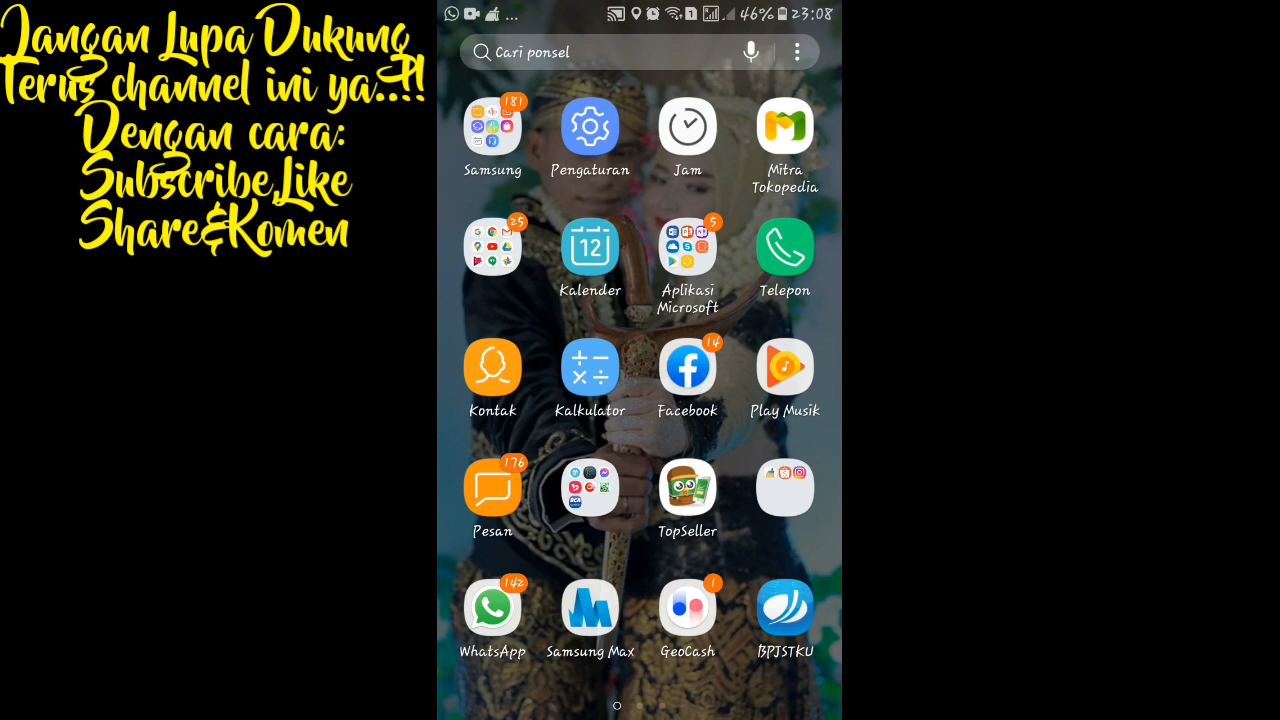 Jangan Lupa Dukung
Terus channel ini ya..!!
Dengan cara:
Subscribe,Like
Share&Komen
... 1 46% 23:08
Cari ponsel
181 Samsung
Pengaturan
Jam
Mitra
Tokopedia
25
12 Kalender
5 Aplikasi
Microsoft
Telepon
Kontak
Kalkulator
14 Facebook
Play Musik
176 Pesan
TopSeller
142 WhatsApp
Samsung Max
1 GeoCash
BPJSTKU